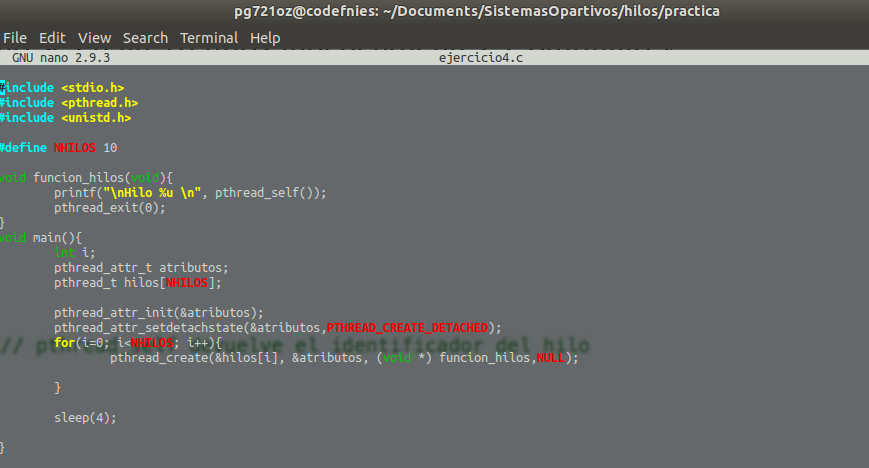 pg721oz@codefnies: ~/Documents/SistemasOpartivos/hilos/practica
File Edit View Search Terminal Help
GNU nano 2.9.3 ejercicio4.c
#include <stdio.h>
#include <pthread.h>
#include <unistd.h>
#define NHILOS 10
void funcion_hilos(void){
printf("\nHilo %u \n", pthread_self());
pthread_exit(0);
}
void main(){
int i;
pthread_attr_t atributos;
pthread_t hilos[NHILOS];
pthread_attr_init(&atributos);
pthread_attr_setdetachstate(&atributos,PTHREAD_CREATE_DETACHED);
for(i=0; i<NHILOS; i++){
// el identificador del hilo
pthread_create(&hilos[i], &atributos, (void *) funcion_hilos,NULL);
}
sleep(4);
}